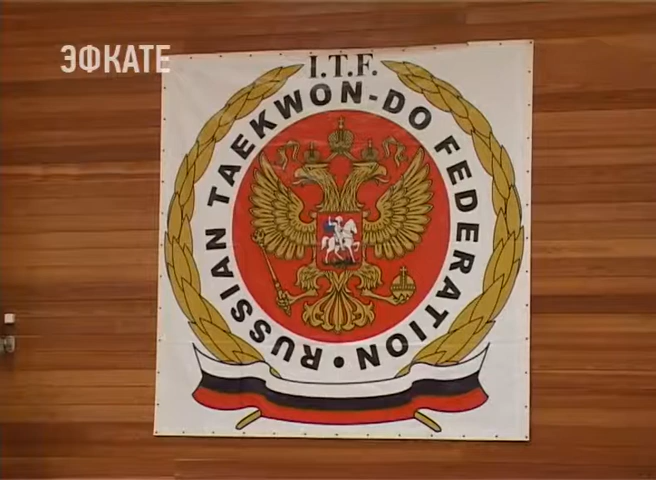 ЭФКАТЕ
I.T.F.
RUSSIAN TAEKWON-DO FEDERATION •